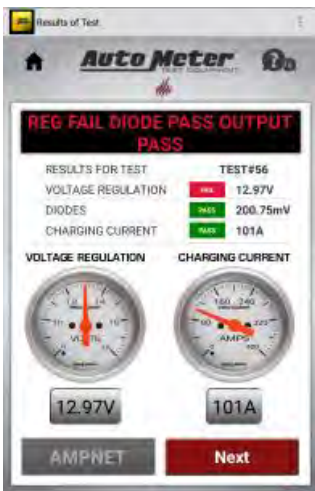 Results of Test
Auto Meter
TEST EQUIPMENT
REG FAIL DIODE PASS OUTPUT
PASS
RESULTS FOR TEST TEST#56
VOLTAGE REGULATION FAIL 12.97V
DIODES PASS 200.75mV
CHARGING CURRENT PASS 101A
VOLTAGE REGULATION CHARGING CURRENT
VOLTS AMPS
12.97V 101A
AMPNET Next